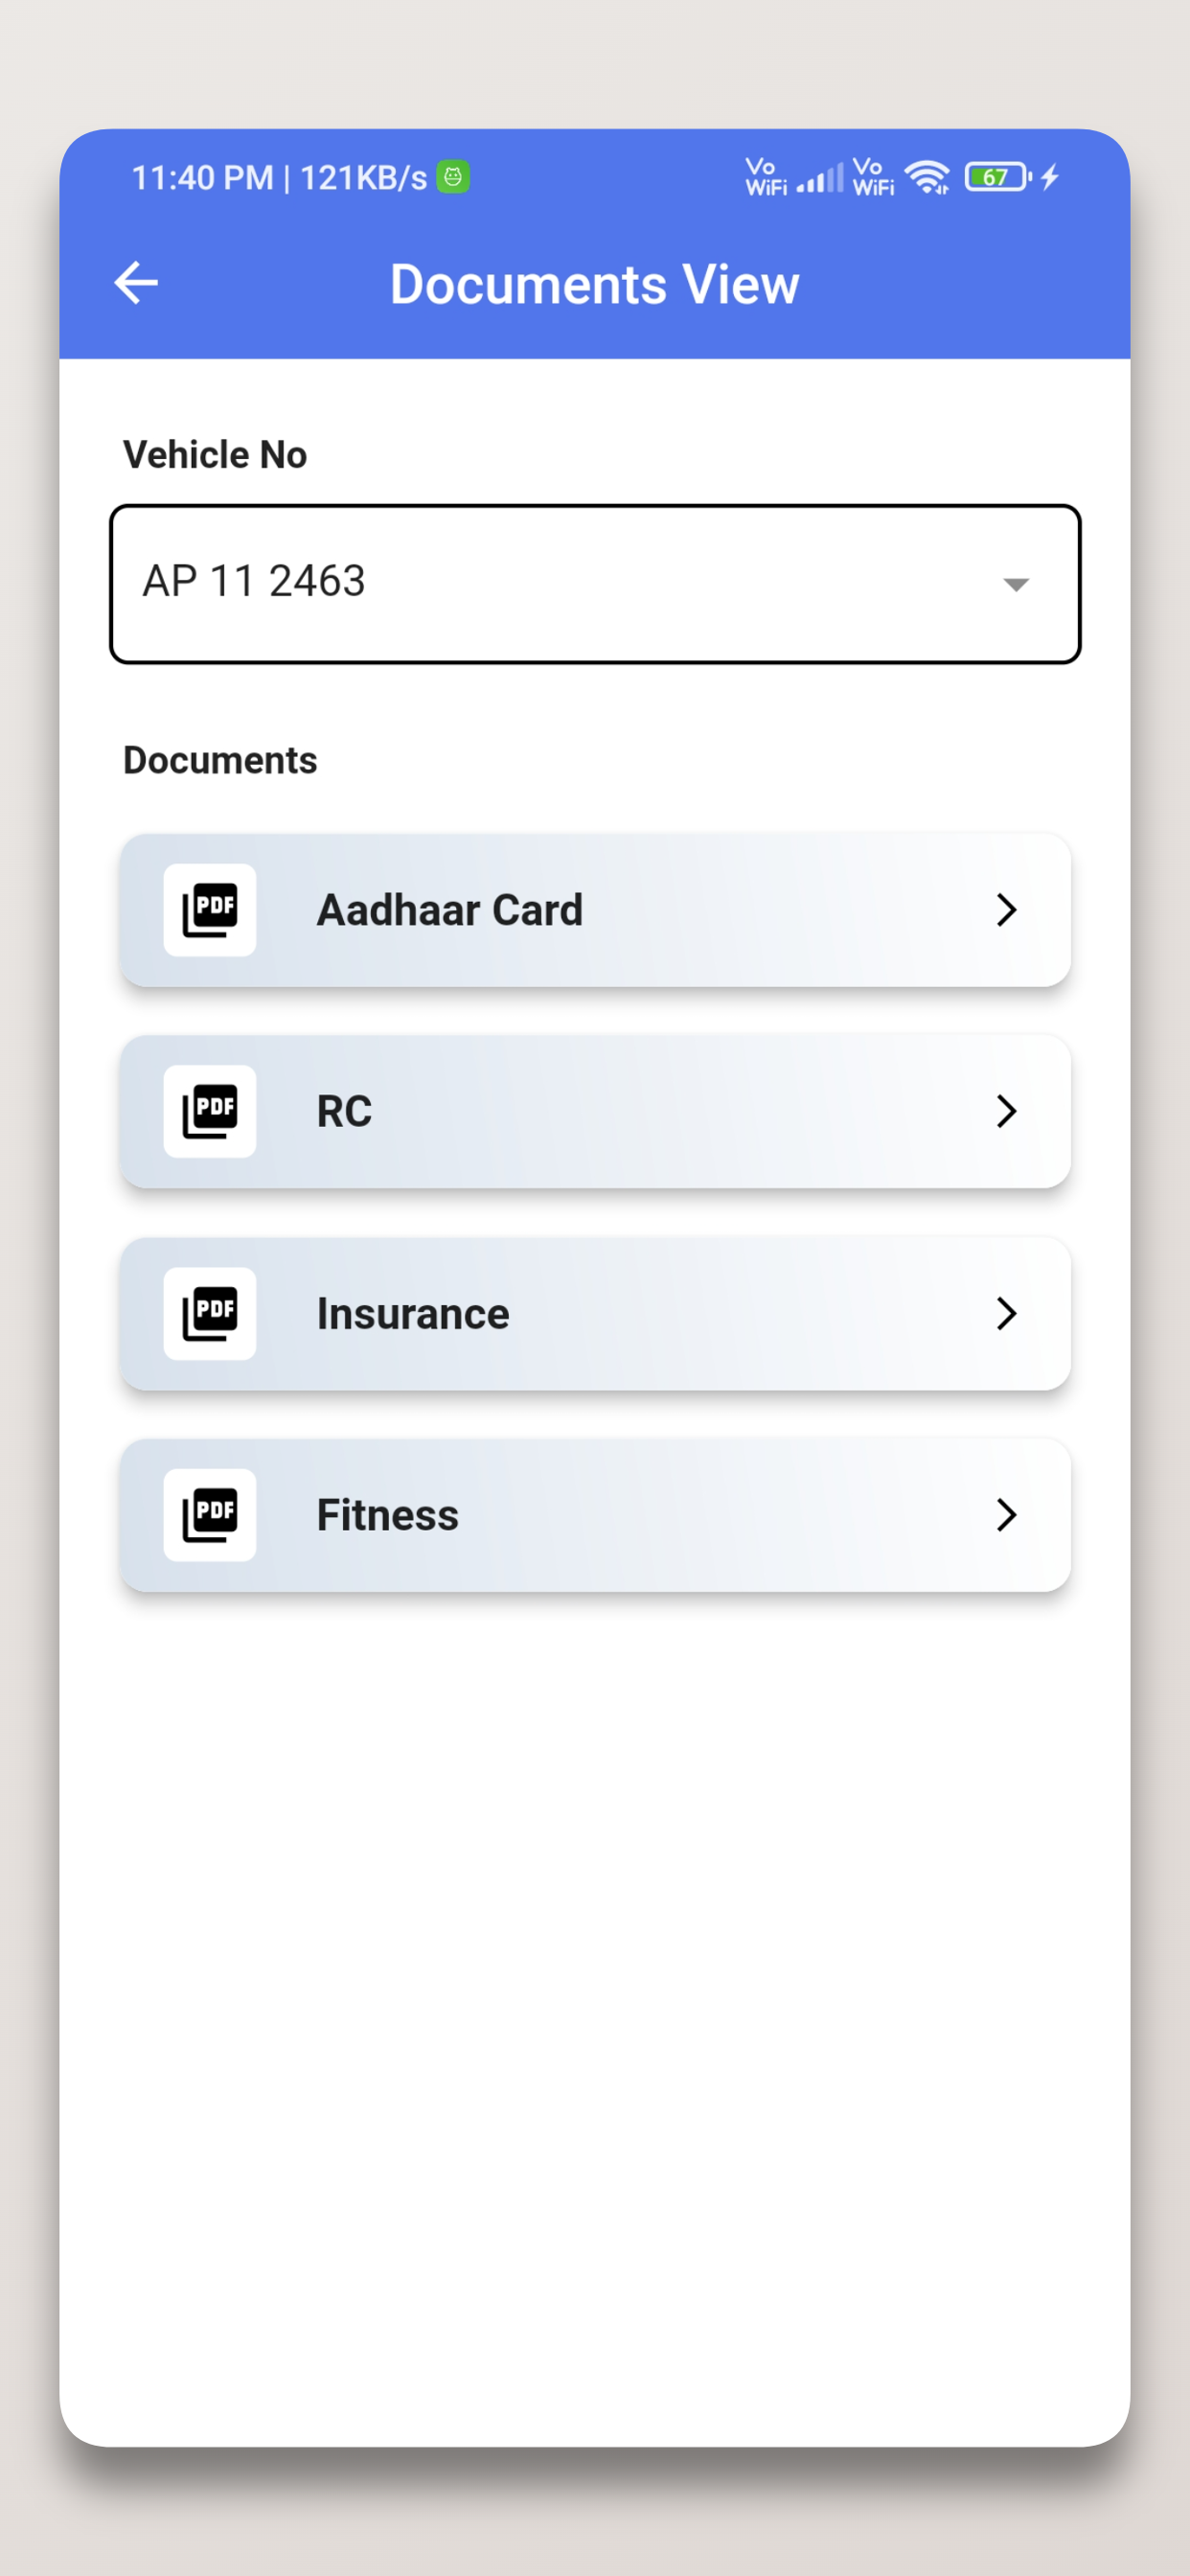 11:40 PM | 121KB/s Vo WiFi Vo WiFi 67
Documents View
Vehicle No
AP 11 2463
Documents
PDF Aadhaar Card
PDF RC
PDF Insurance
PDF Fitness